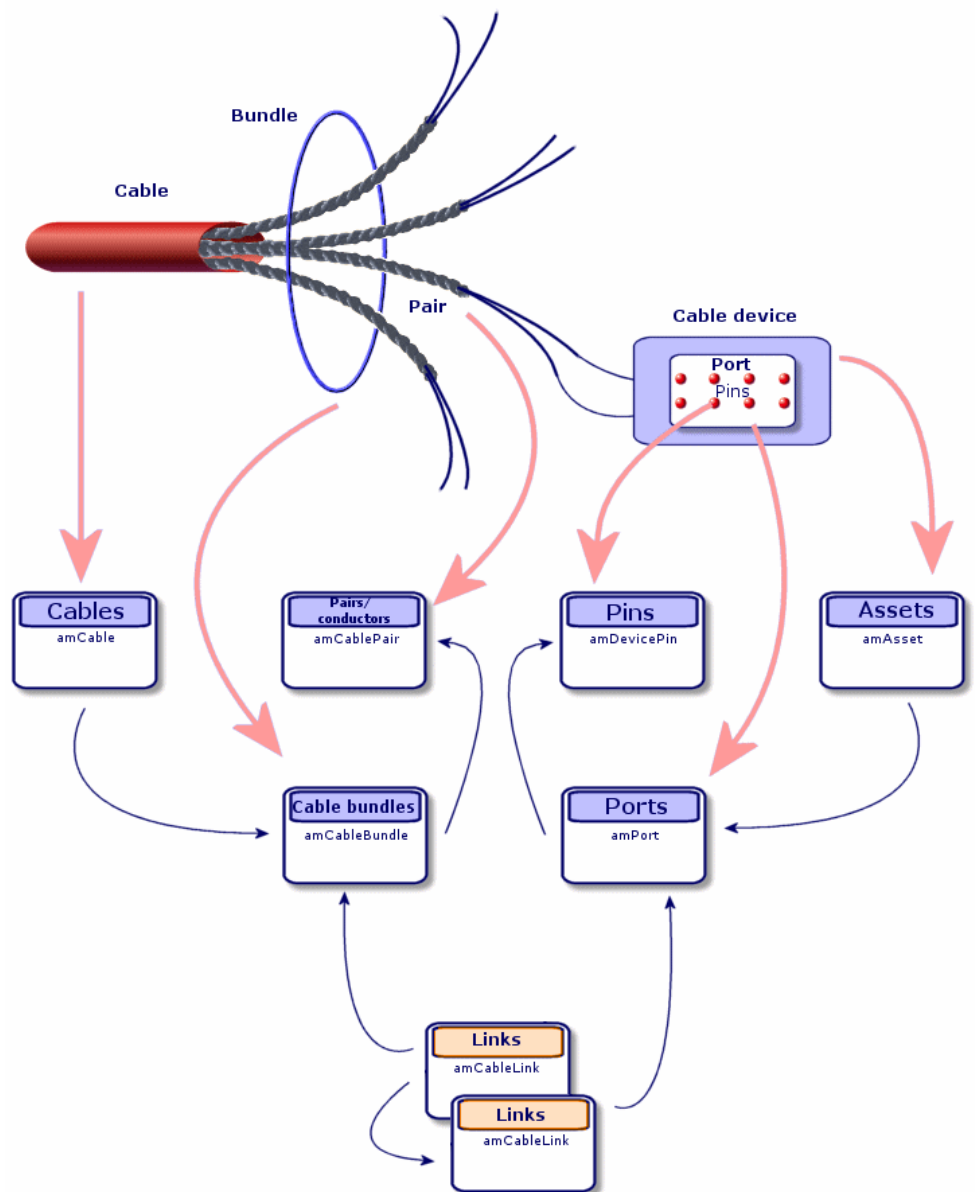 Bundle
Cable
Pair
Cable device
Port
Pins
Cables
amCable
Pairs/
conductors
amCablePair
Pins
amDevicePin
Assets
amAsset
Cable bundles
amCableBundle
Ports
amPort
Links
amCableLink
Links
amCableLink